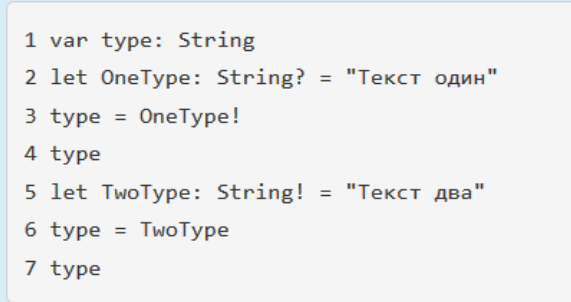 1 var type: String
2 let OneType: String? = "Текст один"
3 type = OneType!
4 type
5 let TwoType: String! = "Текст два"
6 type = TwoType
7 type